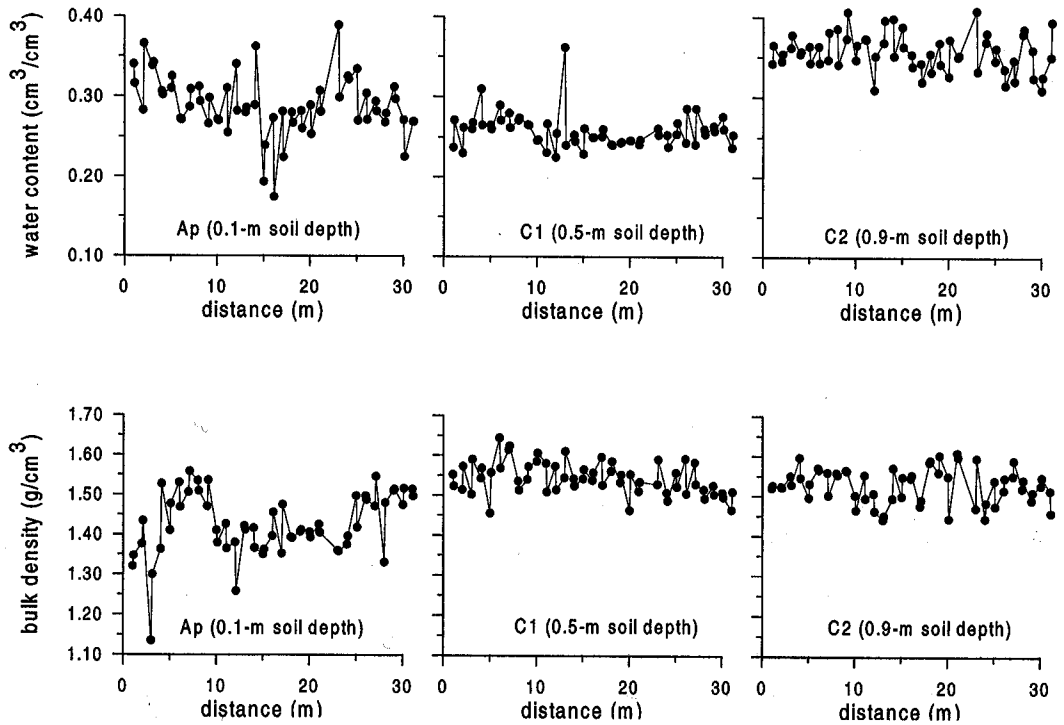 water content (cm³/cm³)
0.40
0.30
0.20
0.10
Ap (0.1-m soil depth)
C1 (0.5-m soil depth)
C2 (0.9-m soil depth)
0 10 20 30
0 10 20 30
0 10 20 30
distance (m)
distance (m)
distance (m)
bulk density (g/cm³)
1.70
1.60
1.50
1.40
1.30
1.20
1.10
Ap (0.1-m soil depth)
C1 (0.5-m soil depth)
C2 (0.9-m soil depth)
0 10 20 30
0 10 20 30
0 10 20 30
distance (m)
distance (m)
distance (m)